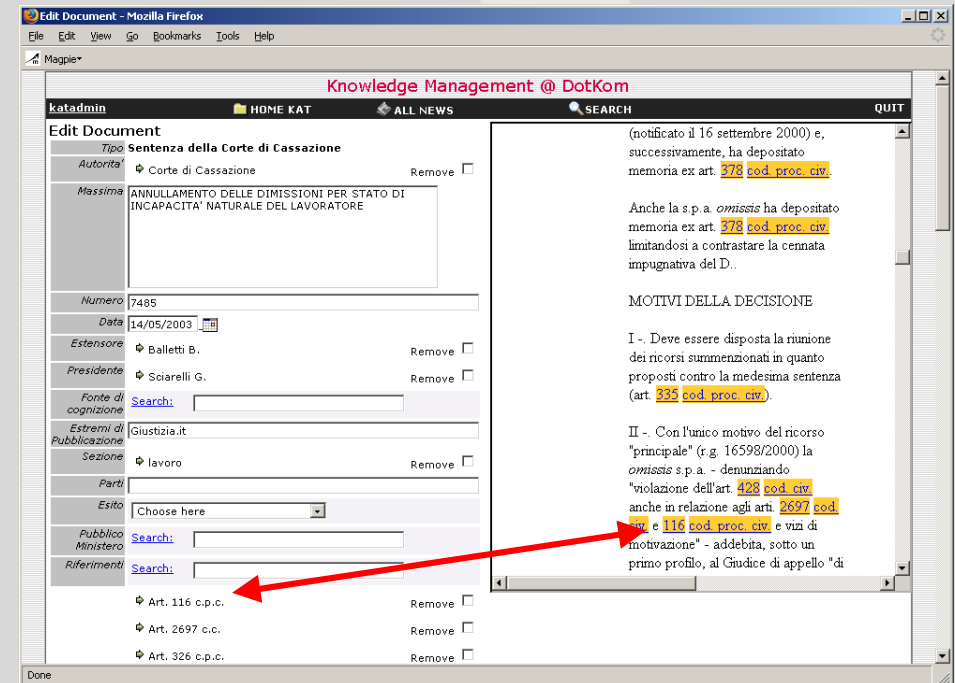 Edit Document - Mozilla Firefox
File Edit View Go Bookmarks Tools Help
Magpie
Knowledge Management @ DotKom
katadmin HOME KAT ALL NEWS SEARCH QUIT
Edit Document
Tipo Sentenza della Corte di Cassazione
Autorita' Corte di Cassazione Remove
Massima ANNULLAMENTO DELLE DIMISSIONI PER STATO DI
INCAPACITA' NATURALE DEL LAVORATORE
Numero 7485
Data 14/05/2003
Estensore Balletti B. Remove
Presidente Sciarelli G. Remove
Fonte di
cognizione Search:
Estremi di
Pubblicazione Giustizia.it
Sezione lavoro Remove
Parti
Esito Choose here
Pubblico
Ministero Search:
Riferimenti Search:
Art. 116 c.p.c. Remove
Art. 2697 c.c. Remove
Art. 326 c.p.c. Remove
(notificato il 16 settembre 2000) e,
successivamente, ha depositato
memoria ex art. 378 cod. proc. civ..
Anche la s.p.a. omissis ha depositato
memoria ex art. 378 cod. proc. civ.
limitandosi a contrastare la cennata
impugnativa del D..
MOTIVI DELLA DECISIONE
I -. Deve essere disposta la riunione
dei ricorsi summenzionati in quanto
proposti contro la medesima sentenza
(art. 335 cod. proc. civ.).
II -. Con l'unico motivo del ricorso
"principale" (r.g. 16598/2000) la
omissis s.p.a. - denunziando
"violazione dell'art. 428 cod. civ.
anche in relazione agli arti. 2697 cod.
civ. e 116 cod. proc. civ. e vizi di
motivazione" - addebita, sotto un
primo profilo, al Giudice di appello "di
Done